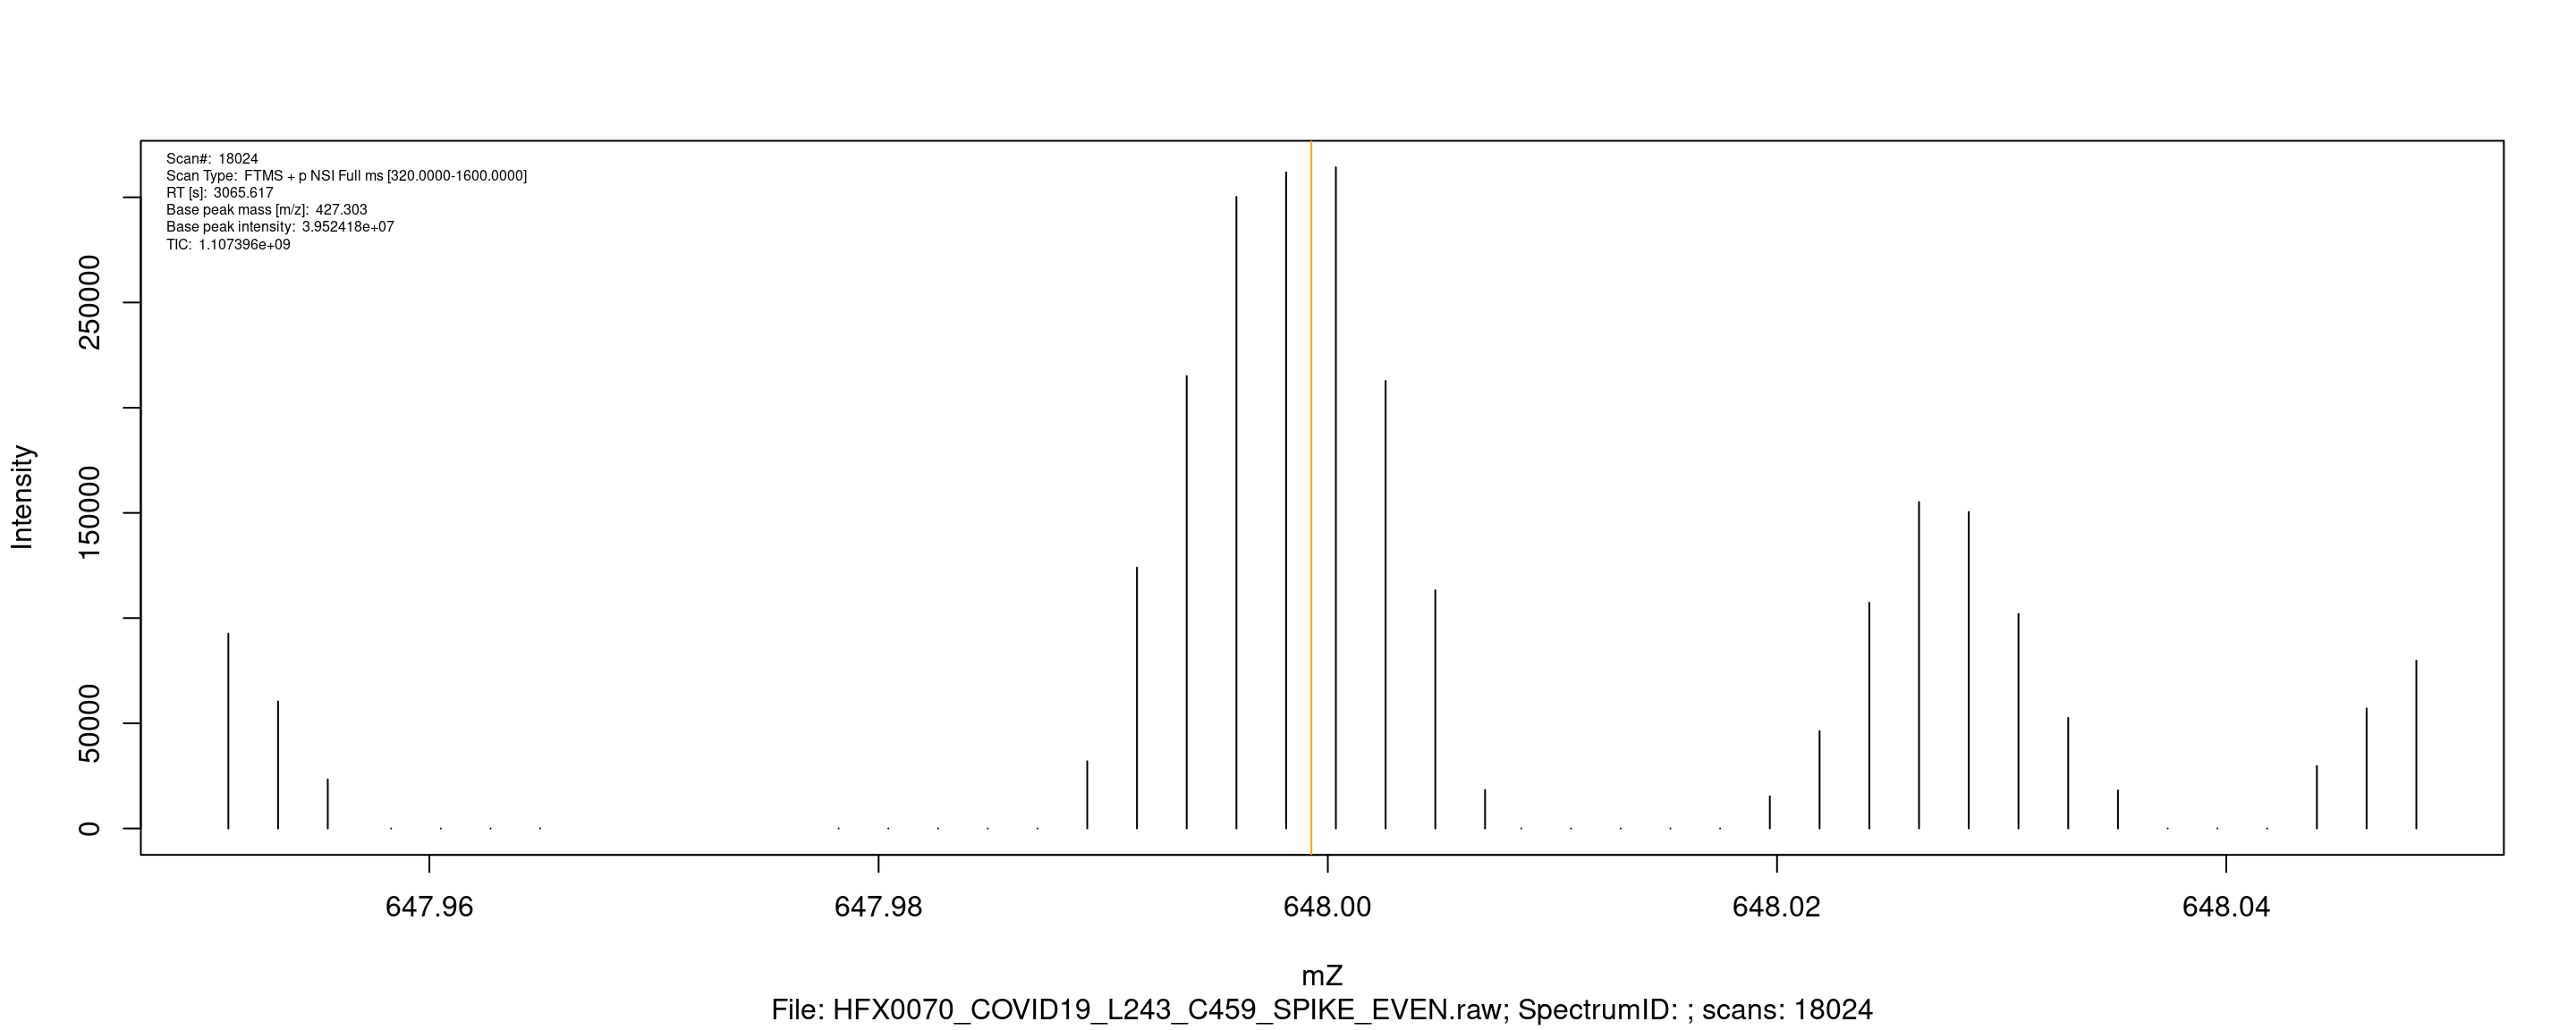 Scan#: 18024
Scan Type: FTMS + p NSI Full ms [320.0000-1600.0000]
RT [s]: 3065.617
Base peak mass [m/z]: 427.303
Base peak intensity: 3.952418e+07
TIC: 1.107396e+09
Intensity
250000
150000
50000
0
647.96 647.98 648.00 648.02 648.04
mZ
File: HFX0070_COVID19_L243_C459_SPIKE_EVEN.raw; SpectrumID: ; scans: 18024